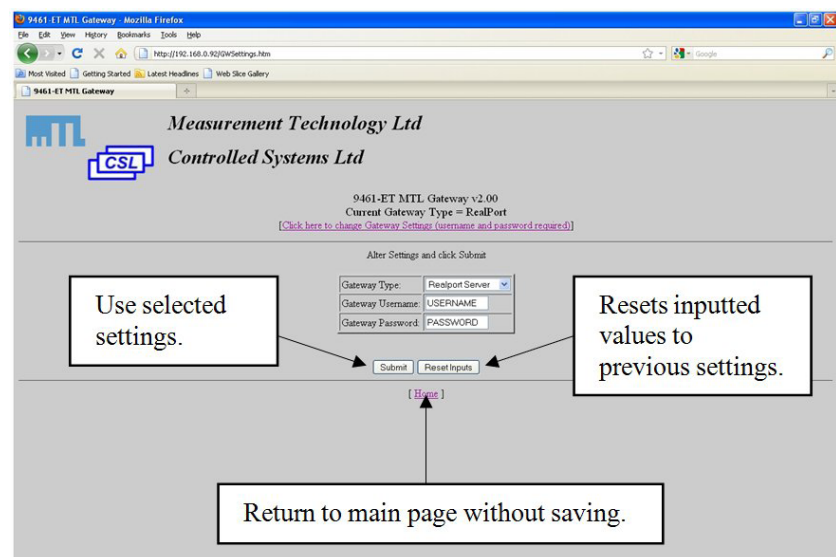 9461-ET MTL Gateway - Mozilla Firefox
File Edit View History Bookmarks Tools Help
http://192.168.0.92/GWSettings.htm
Google
Most Visited Getting Started Latest Headlines Web Slice Gallery
9461-ET MTL Gateway
MTL
Measurement Technology Ltd
CSL
Controlled Systems Ltd
9461-ET MTL Gateway v2.00
Current Gateway Type = RealPort
[Click here to change Gateway Settings (username and password required)]
Alter Settings and click Submit
Gateway Type: Realport Server
Gateway Username: USERNAME
Gateway Password: PASSWORD
Use selected
settings.
Resets inputted
values to
previous settings.
Submit Reset Inputs
[ Home ]
Return to main page without saving.